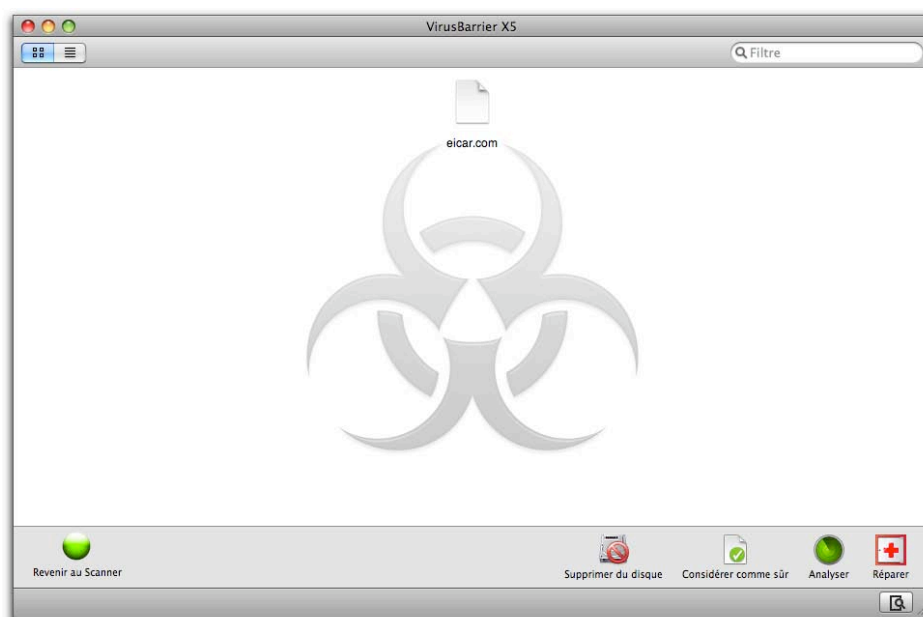 VirusBarrier X5
Filtre
eicar.com
Revenir au Scanner
Supprimer du disque
Considérer comme sûr
Analyser
Réparer